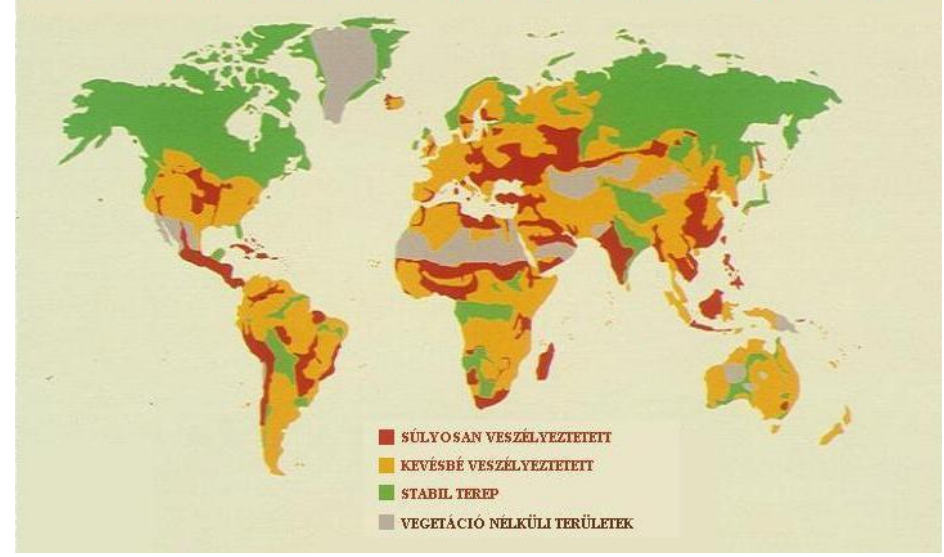 SÚLYOSAN VESZÉLYEZTETETT
KEVÉSBÉ VESZÉLYEZTETETT
STABIL TEREP
VEGETÁCIÓ NÉLKÜLI TERÜLETEK